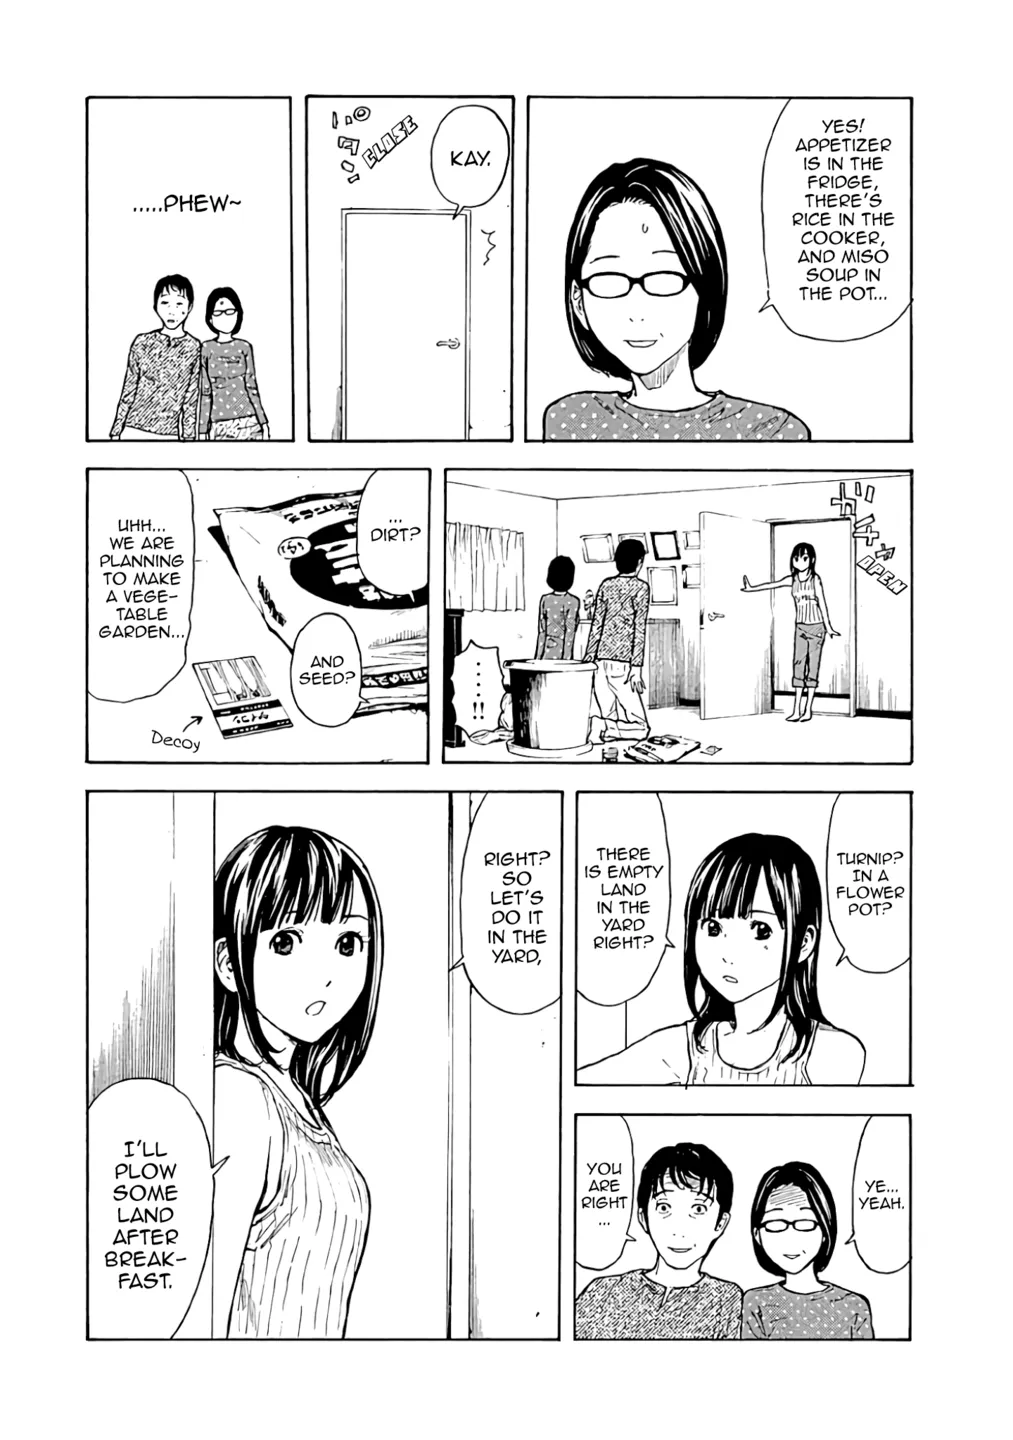 YES!
APPETIZER
IS IN THE
FRIDGE,
THERE'S
RICE IN THE
COOKER,
AND MISO
SOUP IN
THE POT...
KAY.
CLOSE
.....PHEW~
ガチャ
OPEN
......!!
...
DIRT?
AND
SEED?
UHH...
WE ARE
PLANNING
TO MAKE
A VEGE-
TABLE
GARDEN...
Decoy
TURNIP?
IN A
FLOWER
POT?
THERE
IS EMPTY
LAND
IN THE
YARD
RIGHT?
YE...
YEAH.
YOU
ARE
RIGHT
...
RIGHT?
SO
LET'S
DO IT
IN THE
YARD,
I'LL
PLOW
SOME
LAND
AFTER
BREAK-
FAST.